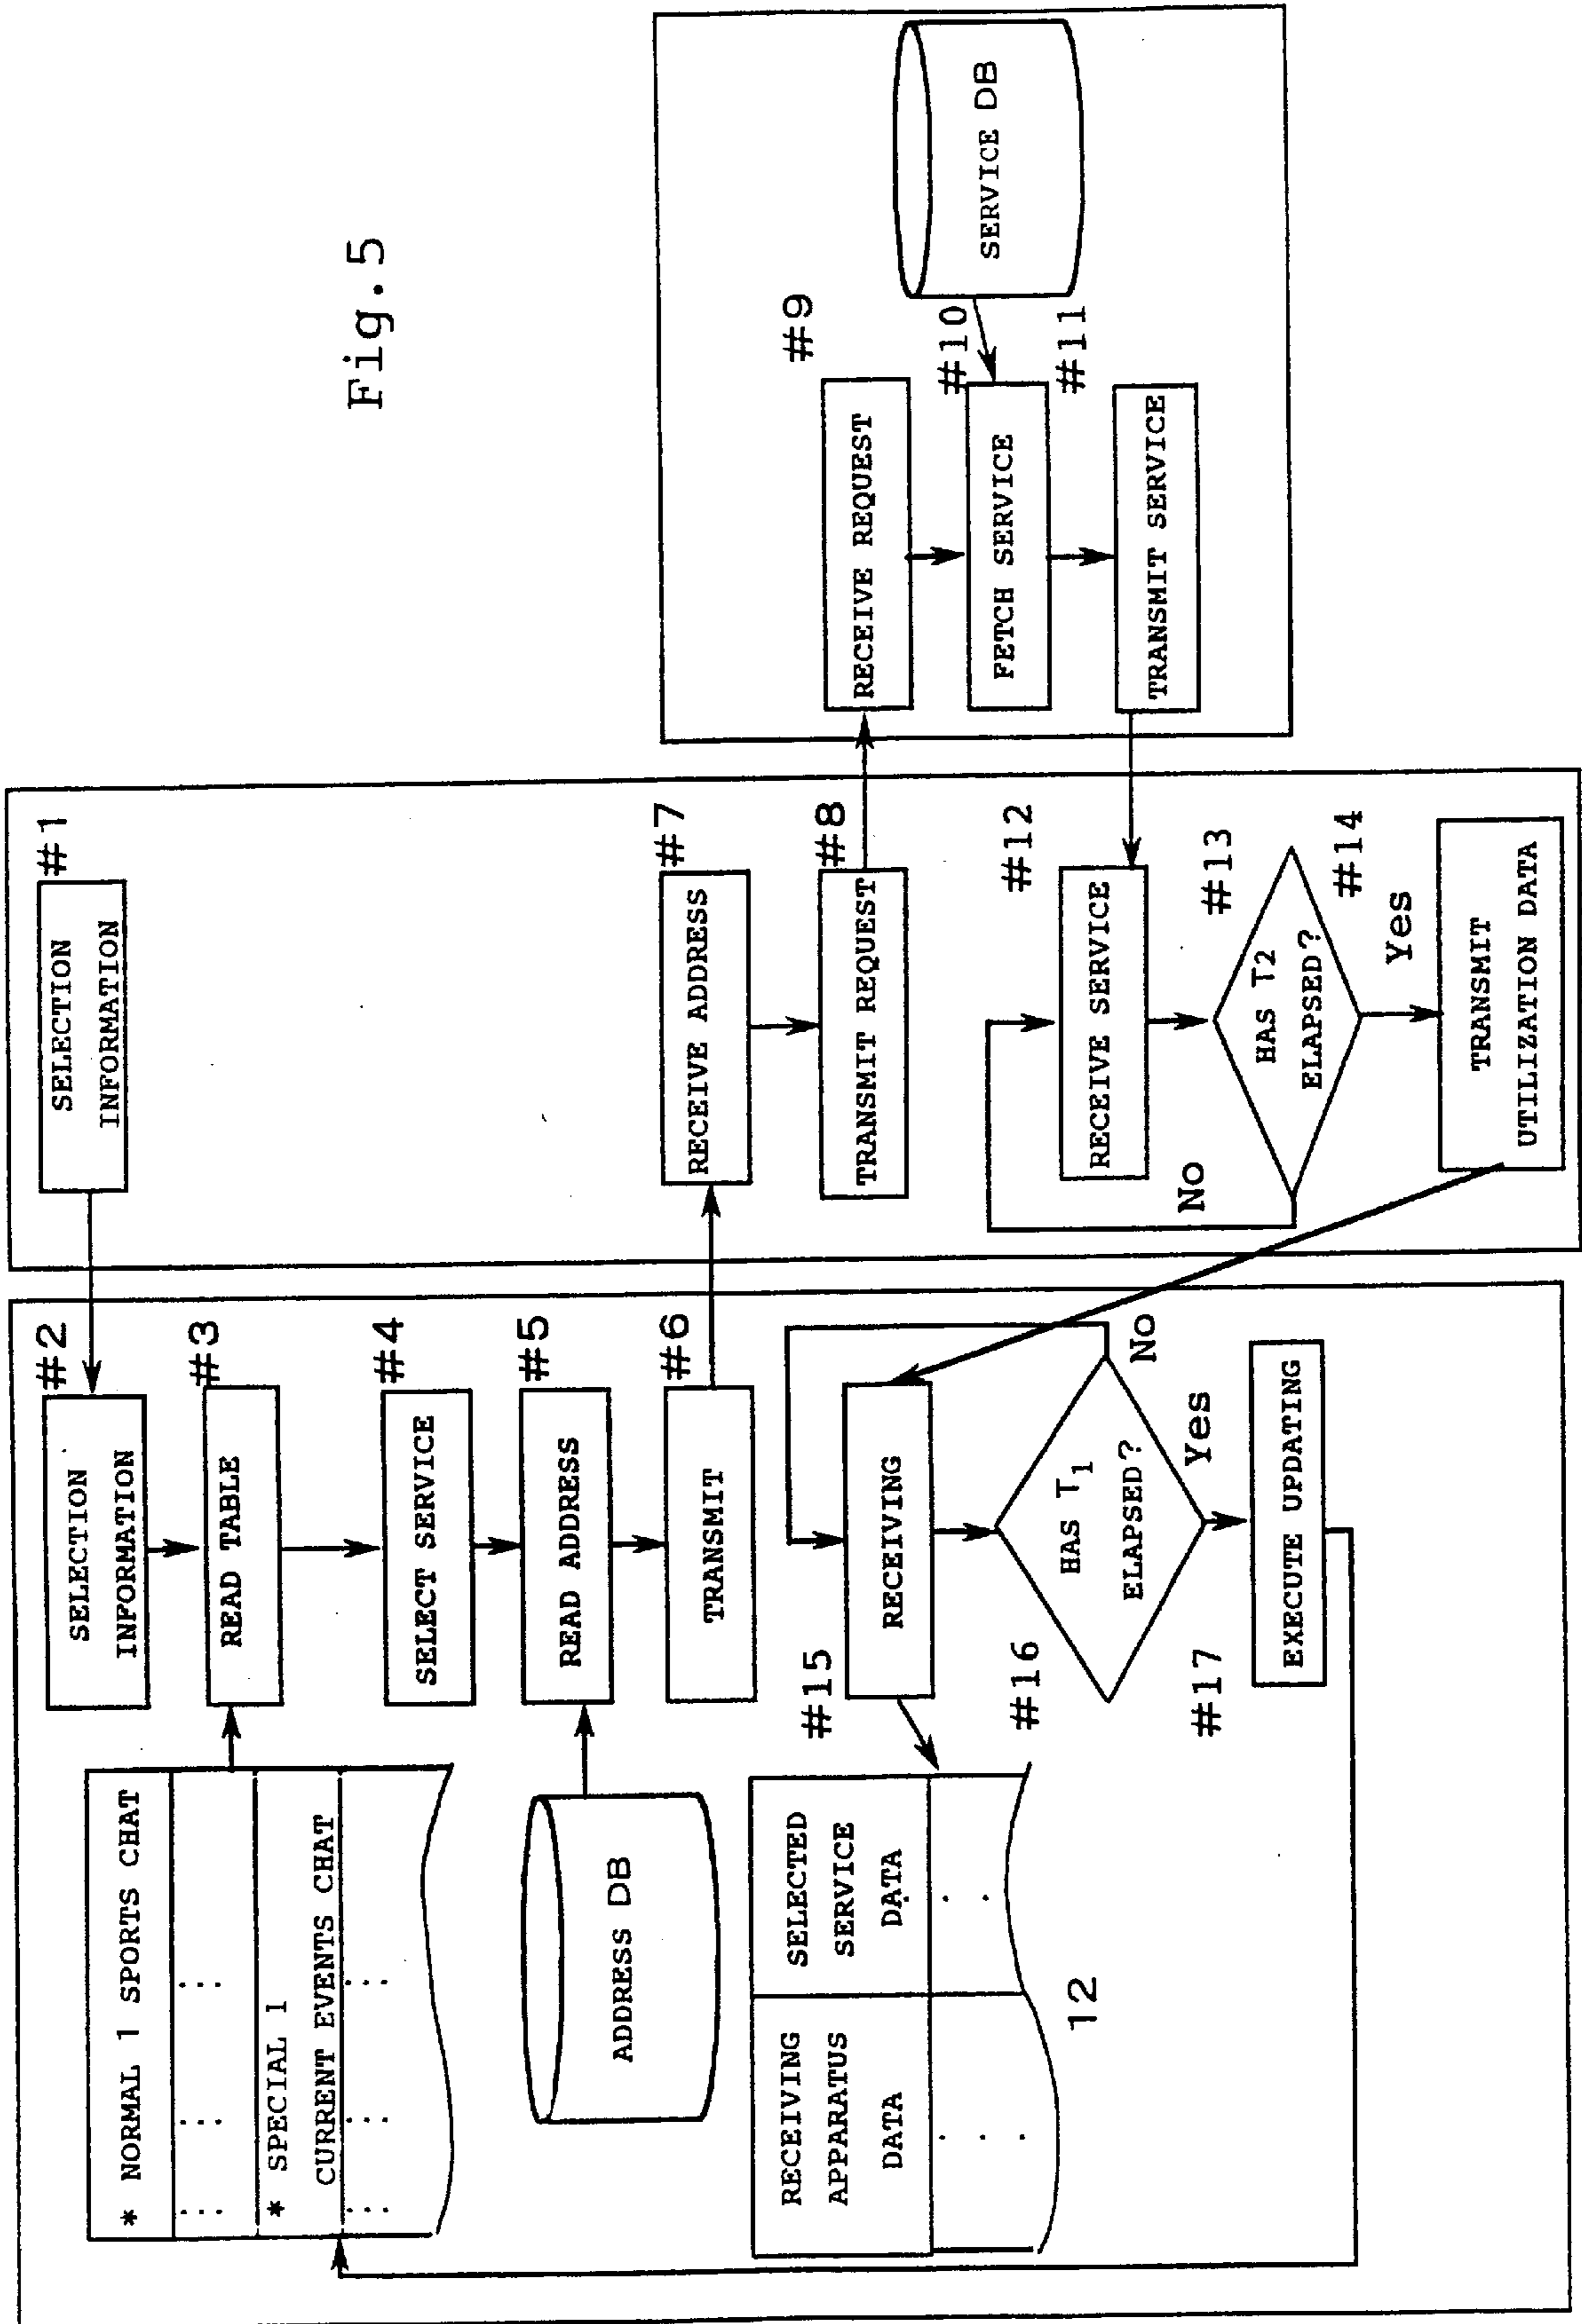 Fig.5
* NORMAL 1 SPORTS CHAT
...
...
...
* SPECIAL 1
CURRENT EVENTS CHAT
...
...
...
#2
SELECTION
INFORMATION
#3
READ TABLE
#4
SELECT SERVICE
ADDRESS DB
#5
READ ADDRESS
#6
TRANSMIT
RECEIVING
APPARATUS
DATA
. . .
SELECTED
SERVICE
DATA
. . .
12
#15
RECEIVING
#16
HAS T1
ELAPSED?
No
Yes
#17
EXECUTE UPDATING
#1
SELECTION
INFORMATION
#7
RECEIVE ADDRESS
#8
TRANSMIT REQUEST
#12
RECEIVE SERVICE
#13
HAS T2
ELAPSED?
No
#14
Yes
TRANSMIT
UTILIZATION DATA
#9
RECEIVE REQUEST
#10
FETCH SERVICE
SERVICE DB
#11
TRANSMIT SERVICE